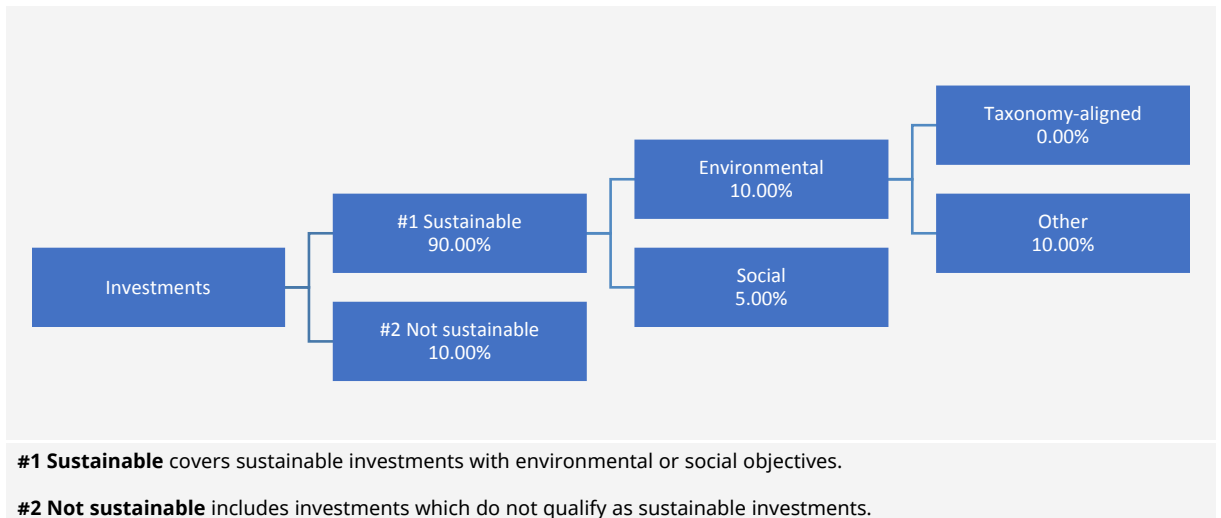 Taxonomy-aligned
0.00%
Environmental
10.00%
#1 Sustainable
90.00%
Other
10.00%
Investments
Social
5.00%
#2 Not sustainable
10.00%
#1 Sustainable covers sustainable investments with environmental or social objectives.
#2 Not sustainable includes investments which do not qualify as sustainable investments.